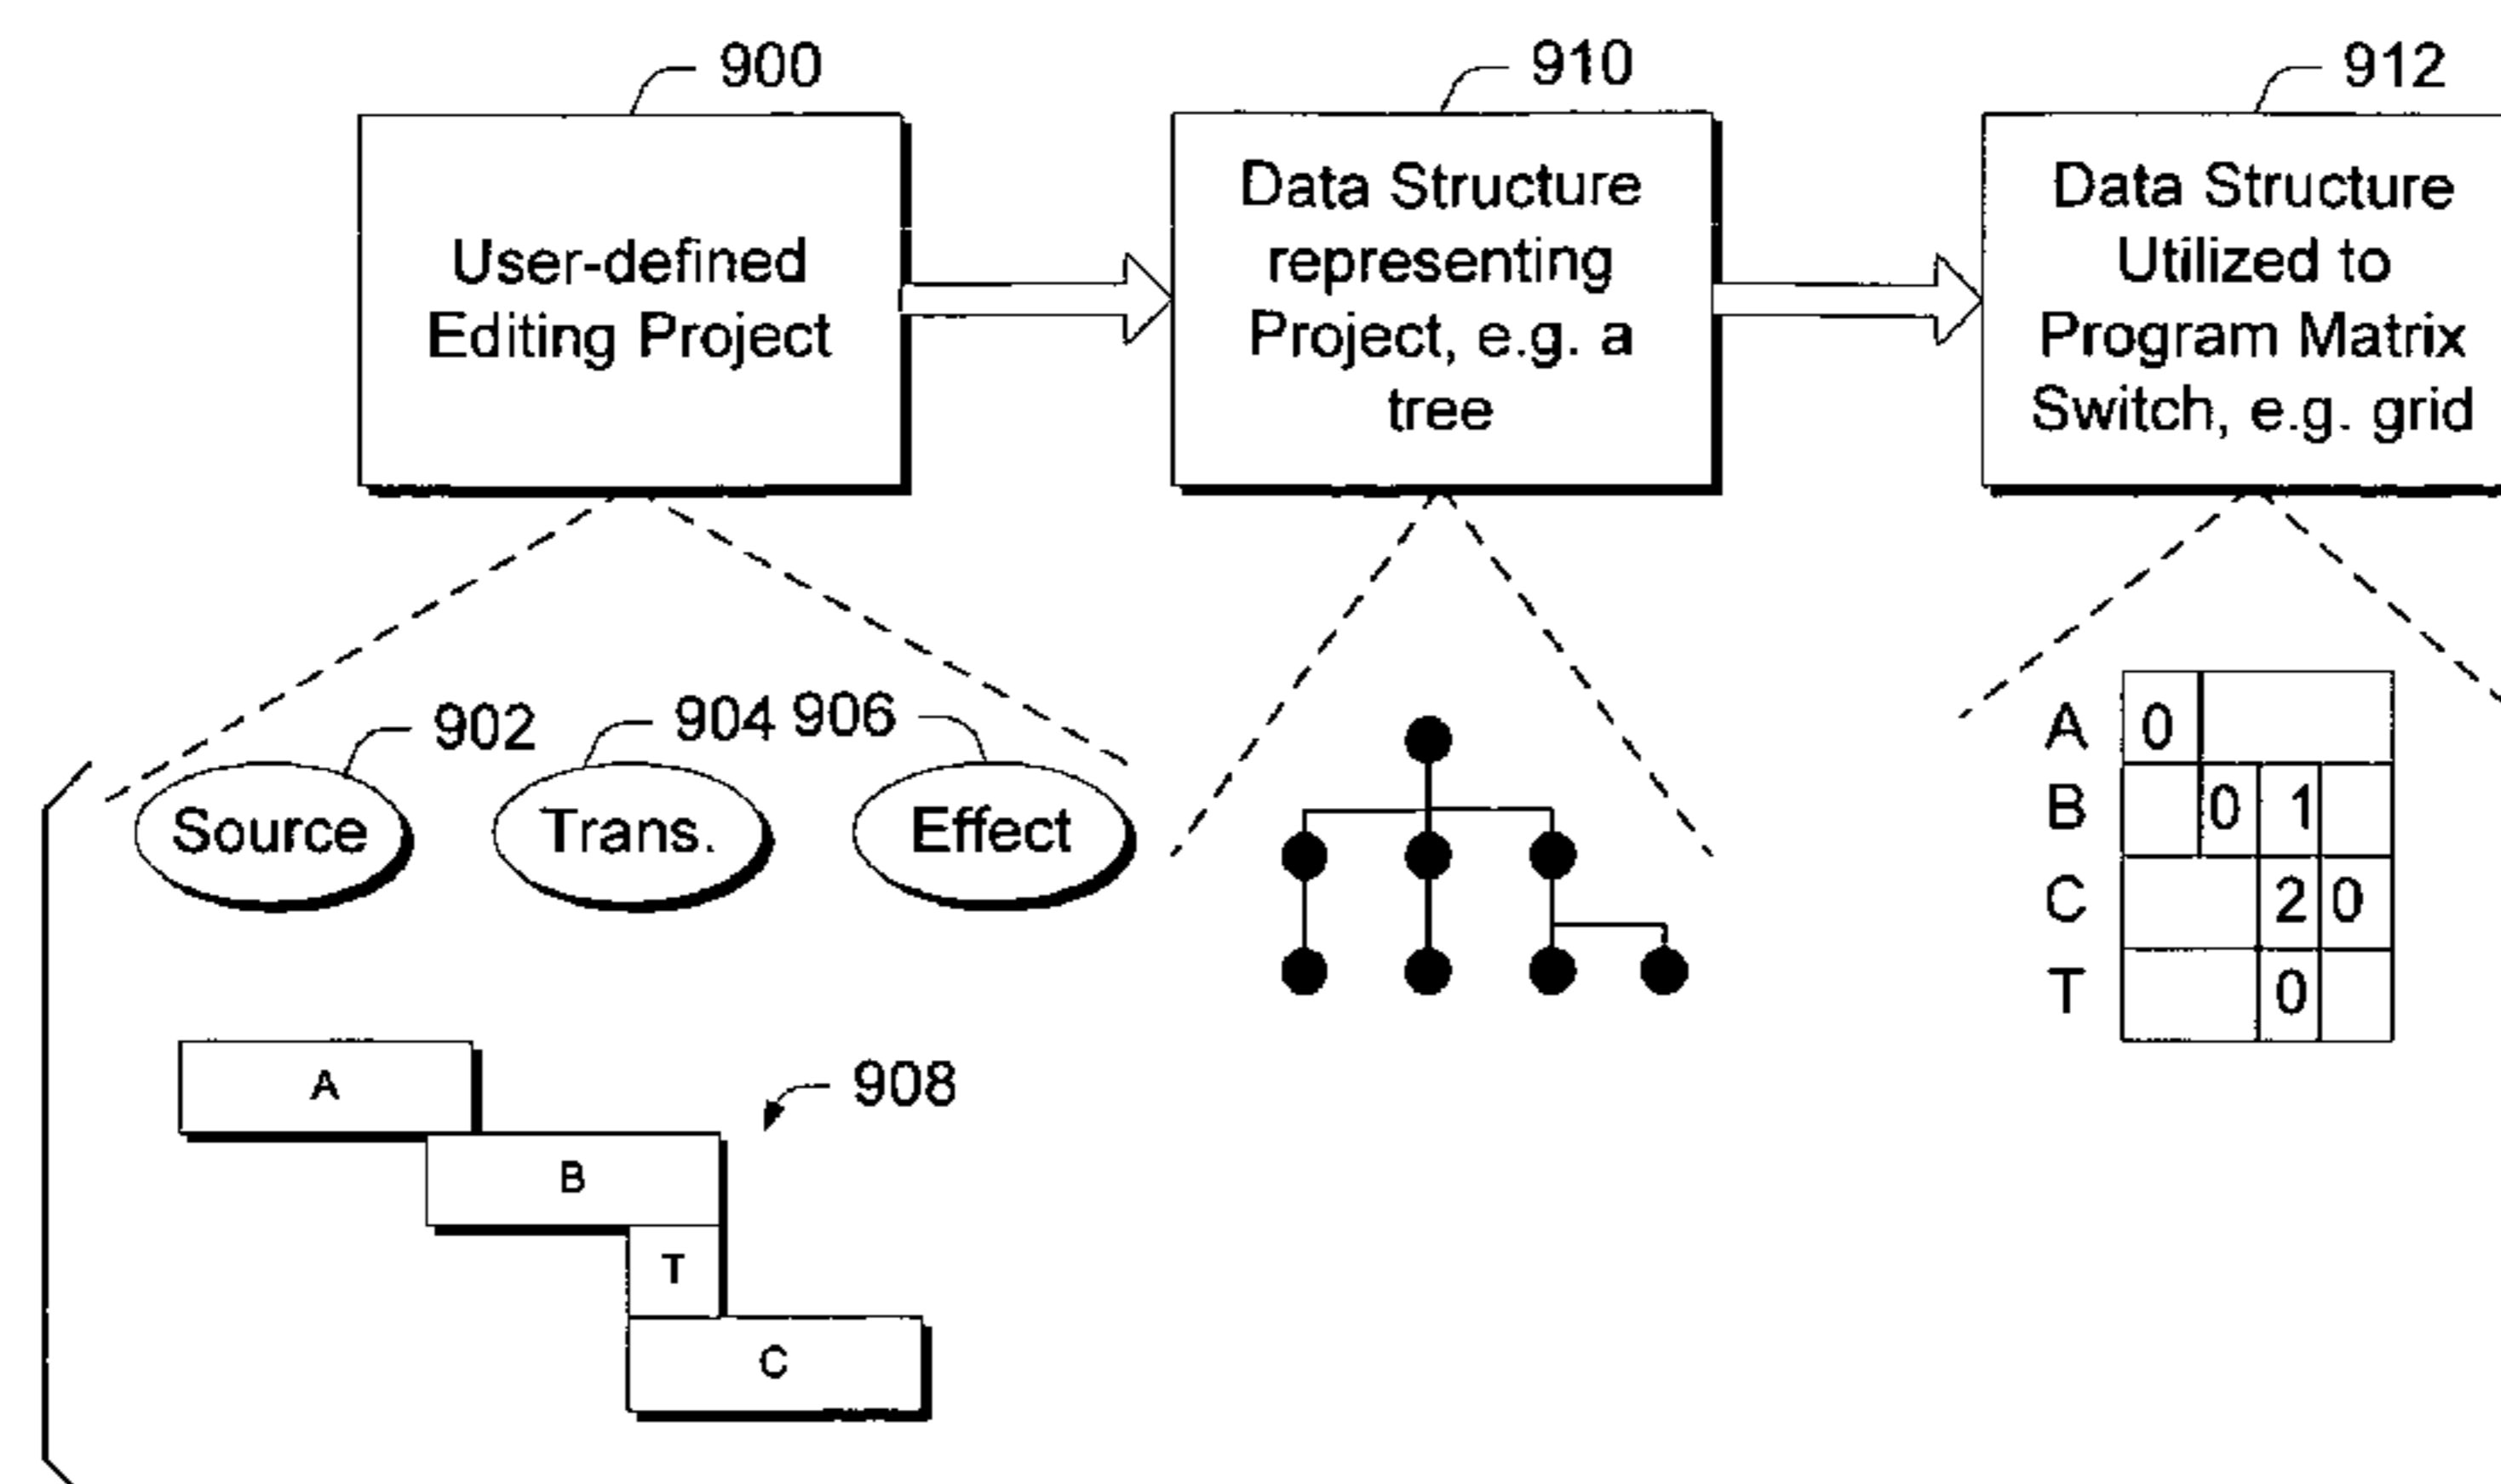 900
910
912
User-defined
Editing Project
Data Structure
representing
Project, e.g. a
tree
Data Structure
Utilized to
Program Matrix
Switch, e.g. grid
902
904
906
Source
Trans.
Effect
A
B
T
C
908
A 0
B 0 1
C 2 0
T 0